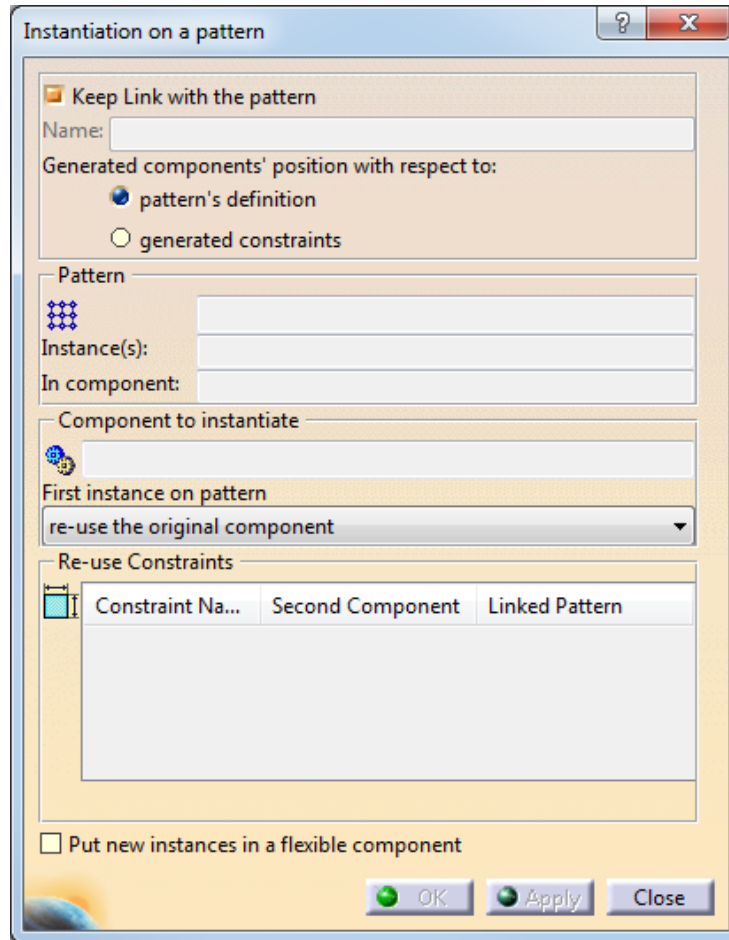 Instantiation on a pattern
Keep Link with the pattern
Name:
Generated components' position with respect to:
pattern's definition
generated constraints
Pattern
Instance(s):
In component:
Component to instantiate
First instance on pattern
re-use the original component
Re-use Constraints
Constraint Na... Second Component Linked Pattern
Put new instances in a flexible component
OK Apply Close